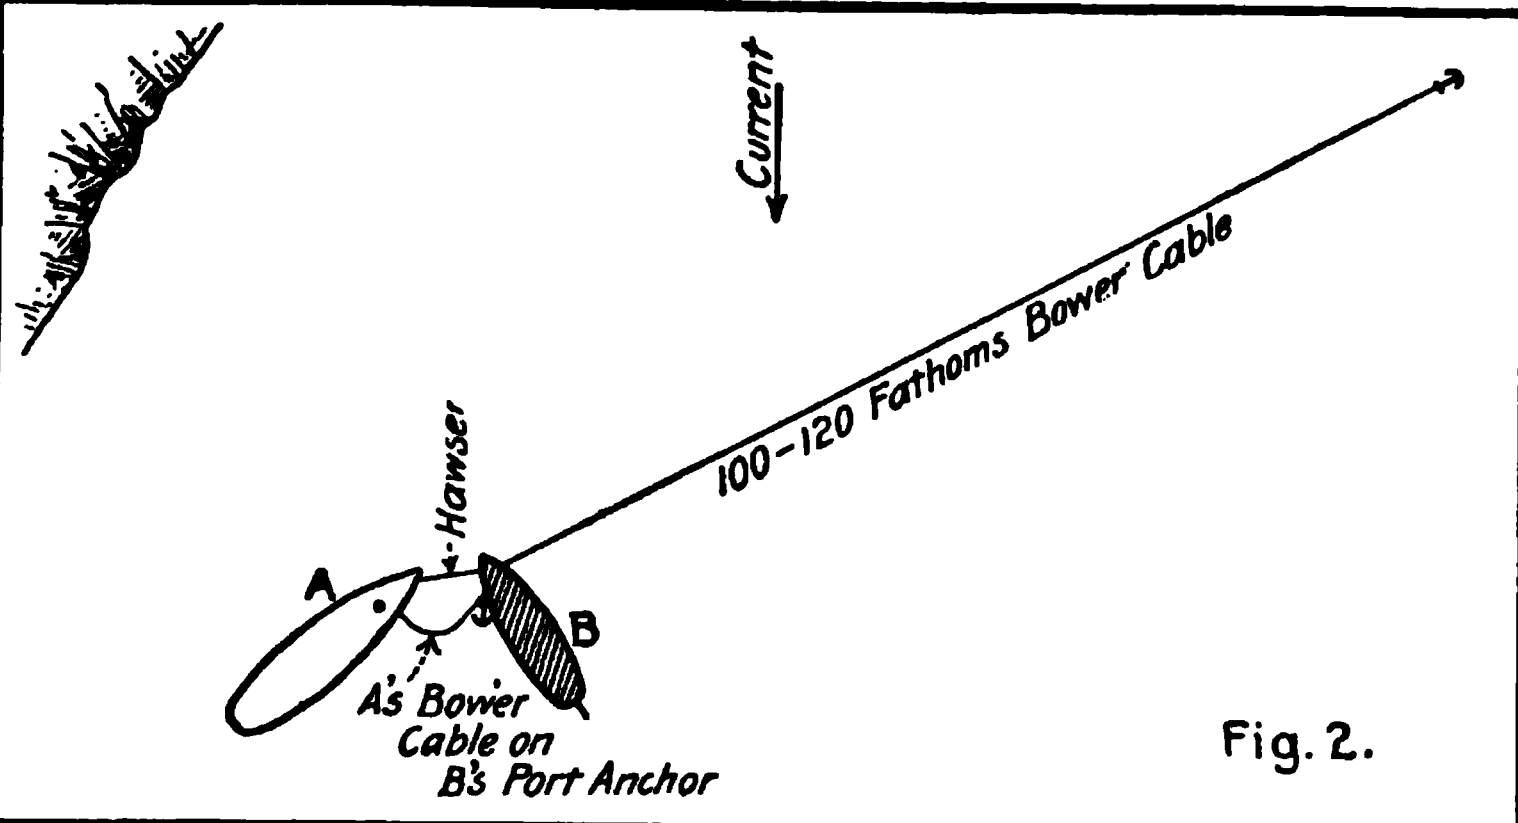 Current
100-120 Fathoms Bower Cable
Hawser
A
B
A's Bower
Cable on
B's Port Anchor
Fig. 2.